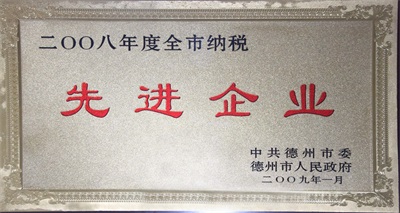 二〇〇八年度全市纳税
先进企业
中共德州市委
德州市人民政府
二〇〇九年一月